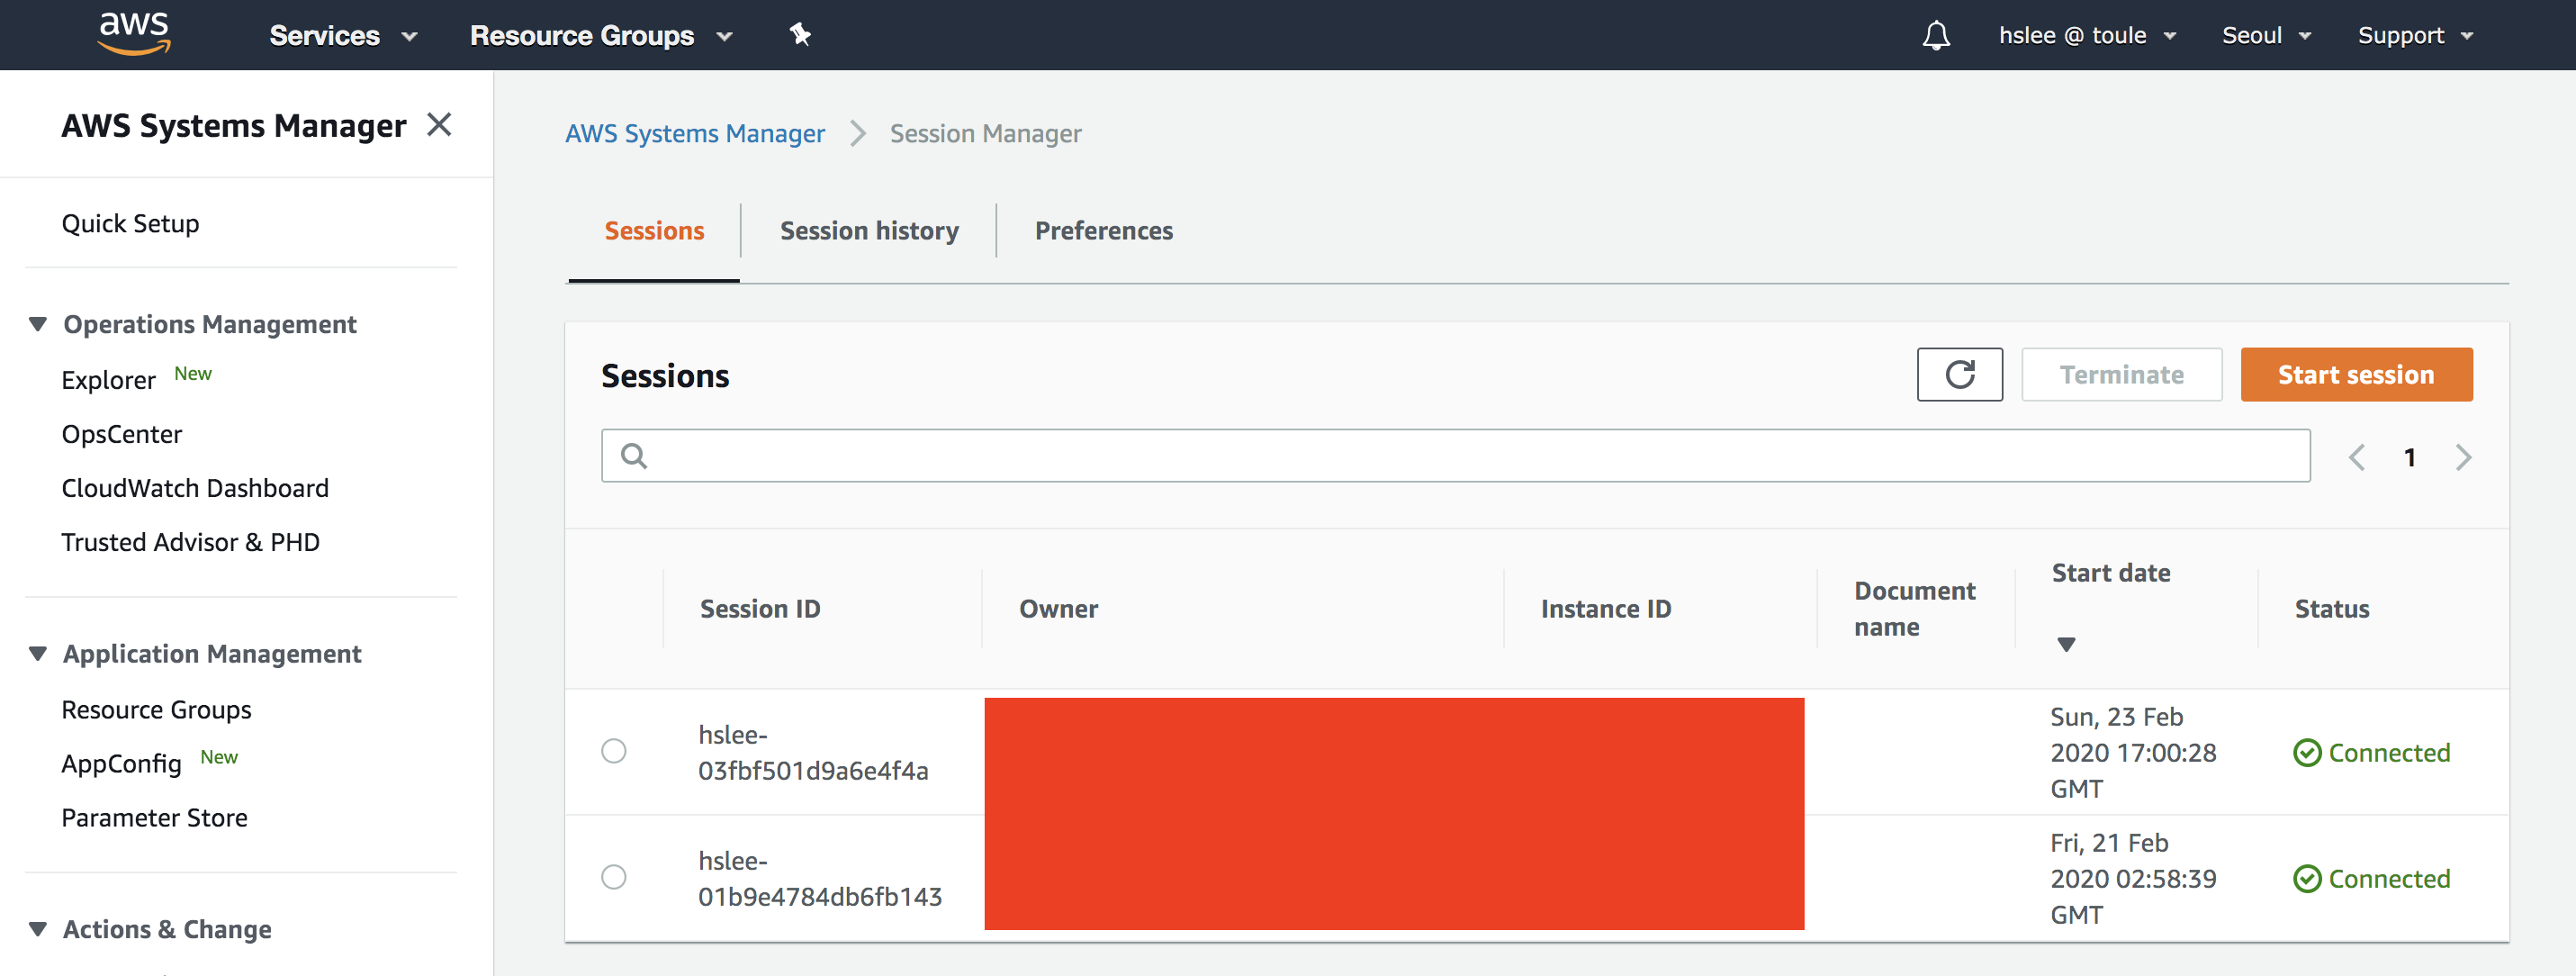 aws
Services
Resource Groups
hslee @ toule
Seoul
Support
AWS Systems Manager
Quick Setup
Operations Management
Explorer New
OpsCenter
CloudWatch Dashboard
Trusted Advisor & PHD
Application Management
Resource Groups
AppConfig New
Parameter Store
Actions & Change
AWS Systems Manager
Session Manager
Sessions
Session history
Preferences
Sessions
Terminate
Start session
1
Session ID
Owner
Instance ID
Document
name
Start date
Status
hslee-
03fbf501d9a6e4f4a
Sun, 23 Feb
2020 17:00:28
GMT
Connected
hslee-
01b9e4784db6fb143
Fri, 21 Feb
2020 02:58:39
GMT
Connected